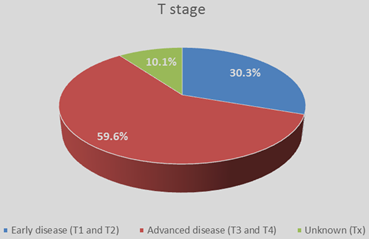 T stage
10.1%
30.3%
59.6%
Early disease (T1 and T2) Advanced disease (T3 and T4) Unknown (Tx)